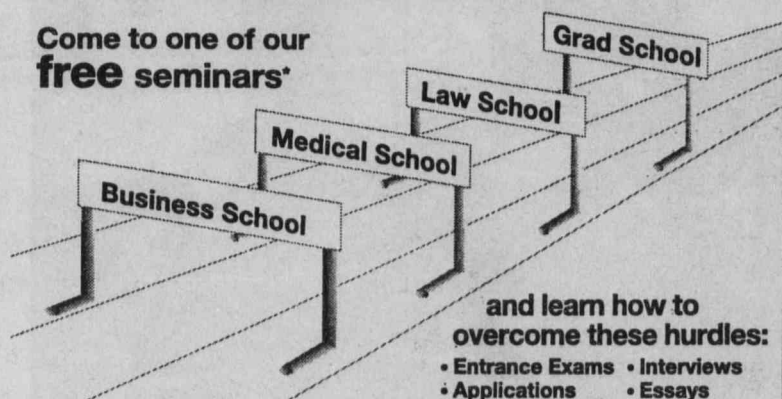 Come to one of our
free seminars*
Grad School
Law School
Medical School
Business School
and learn how to
overcome these hurdles:
• Entrance Exams • Interviews
• Applications • Essays